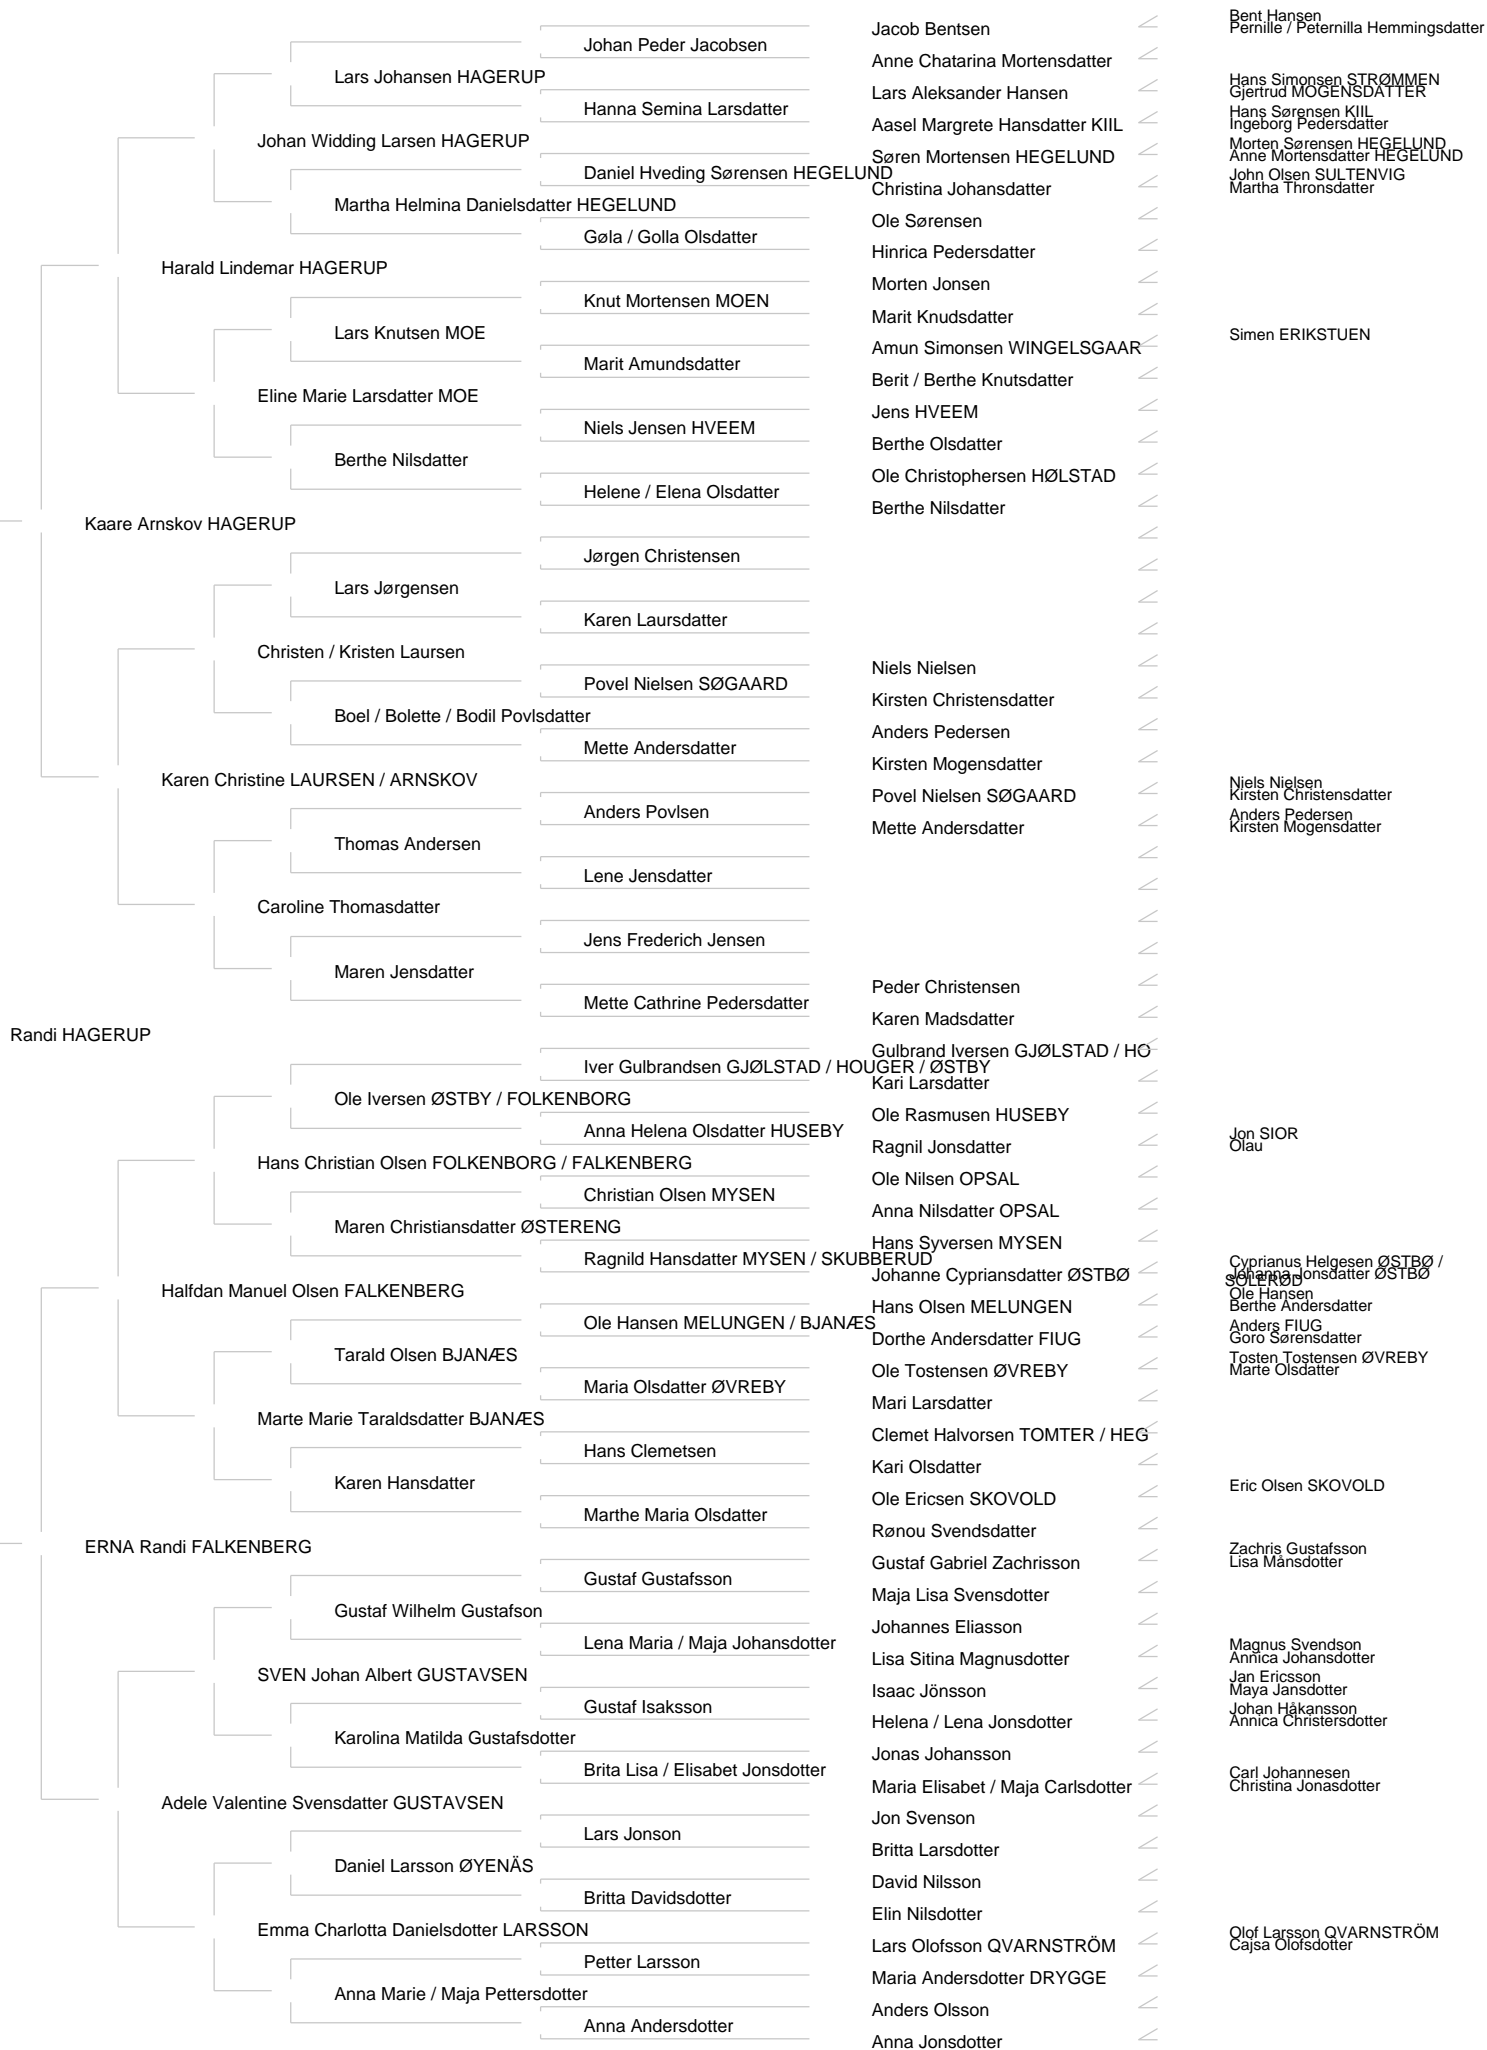 Bent Hansen
Jacob Bentsen
Pernille / Peternilla Hemmingsdatter
Johan Peder Jacobsen
Anne Chatarina Mortensdatter
Lars Johansen HAGERUP
Hans Simonsen STRØMMEN
Lars Aleksander Hansen
Gjertrud MOGENSDATTER
Hanna Semina Larsdatter
Hans Sørensen KIIL
Aasel Margrete Hansdatter KIIL
Ingeborg Pedersdatter
Johan Widding Larsen HAGERUP
Morten Sørensen HEGELUND
Søren Mortensen HEGELUND
Anne Mortensdatter HEGELUND
Daniel Hveding Sørensen HEGELUND
John Olsen SULTENVIG
Christina Johansdatter
Martha Thronsdatter
Martha Helmina Danielsdatter HEGELUND
Ole Sørensen
Gøla / Golla Olsdatter
Hinrica Pedersdatter
Harald Lindemar HAGERUP
Morten Jonsen
Knut Mortensen MOEN
Marit Knudsdatter
Lars Knutsen MOE
Simen ERIKSTUEN
Amun Simonsen WINGELSGAAR
Marit Amundsdatter
Berit / Berthe Knutsdatter
Eline Marie Larsdatter MOE
Jens HVEEM
Niels Jensen HVEEM
Berthe Olsdatter
Berthe Nilsdatter
Ole Christophersen HØLSTAD
Helene / Elena Olsdatter
Berthe Nilsdatter
Kaare Arnskov HAGERUP
Jørgen Christensen
Lars Jørgensen
Karen Laursdatter
Christen / Kristen Laursen
Niels Nielsen
Povel Nielsen SØGAARD
Kirsten Christensdatter
Boel / Bolette / Bodil Povlsdatter
Anders Pedersen
Mette Andersdatter
Kirsten Mogensdatter
Karen Christine LAURSEN / ARNSKOV
Niels Nielsen
Povel Nielsen SØGAARD
Kirsten Christensdatter
Anders Povlsen
Anders Pedersen
Mette Andersdatter
Kirsten Mogensdatter
Thomas Andersen
Lene Jensdatter
Caroline Thomasdatter
Jens Frederich Jensen
Maren Jensdatter
Peder Christensen
Mette Cathrine Pedersdatter
Karen Madsdatter
Randi HAGERUP
Gulbrand Iversen GJØLSTAD / HO
Iver Gulbrandsen GJØLSTAD / HOUGER / ØSTBY
Kari Larsdatter
Ole Iversen ØSTBY / FOLKENBORG
Ole Rasmusen HUSEBY
Anna Helena Olsdatter HUSEBY
Jon SIOR
Ragnil Jonsdatter
Olau
Hans Christian Olsen FOLKENBORG / FALKENBERG
Ole Nilsen OPSAL
Christian Olsen MYSEN
Anna Nilsdatter OPSAL
Maren Christiansdatter ØSTERENG
Hans Syversen MYSEN
Ragnild Hansdatter MYSEN / SKUBBERUD
Cyprianus Helgesen ØSTBØ /
SOLERØD
Johanne Cypriansdatter ØSTBØ
Johanna Jonsdatter ØSTBØ
Halfdan Manuel Olsen FALKENBERG
Ole Hansen
Hans Olsen MELUNGEN
Berthe Andersdatter
Ole Hansen MELUNGEN / BJANÆS
Anders FIUG
Dorthe Andersdatter FIUG
Goro Sørensdatter
Tarald Olsen BJANÆS
Tosten Tostensen ØVREBY
Ole Tostensen ØVREBY
Marte Olsdatter
Maria Olsdatter ØVREBY
Mari Larsdatter
Marte Marie Taraldsdatter BJANÆS
Clemet Halvorsen TOMTER / HEG
Hans Clemetsen
Kari Olsdatter
Karen Hansdatter
Eric Olsen SKOVOLD
Ole Ericsen SKOVOLD
Marthe Maria Olsdatter
Rønou Svendsdatter
ERNA Randi FALKENBERG
Zachris Gustafsson
Gustaf Gabriel Zachrisson
Lisa Månsdotter
Gustaf Gustafsson
Maja Lisa Svensdotter
Gustaf Wilhelm Gustafson
Johannes Eliasson
Lena Maria / Maja Johansdotter
Magnus Svendson
Lisa Sitina Magnusdotter
Annica Johansdotter
SVEN Johan Albert GUSTAVSEN
Jan Ericsson
Isaac Jönsson
Maya Jansdotter
Gustaf Isaksson
Johan Håkansson
Helena / Lena Jonsdotter
Annica Christersdotter
Karolina Matilda Gustafsdotter
Jonas Johansson
Brita Lisa / Elisabet Jonsdotter
Carl Johannesen
Maria Elisabet / Maja Carlsdotter
Christina Jonasdotter
Adele Valentine Svensdatter GUSTAVSEN
Jon Svenson
Lars Jonson
Britta Larsdotter
Daniel Larsson ØYENÄS
David Nilsson
Britta Davidsdotter
Elin Nilsdotter
Emma Charlotta Danielsdotter LARSSON
Olof Larsson QVARNSTRÖM
Lars Olofsson QVARNSTRÖM
Cajsa Olofsdotter
Petter Larsson
Maria Andersdotter DRYGGE
Anna Marie / Maja Pettersdotter
Anders Olsson
Anna Andersdotter
Anna Jonsdotter